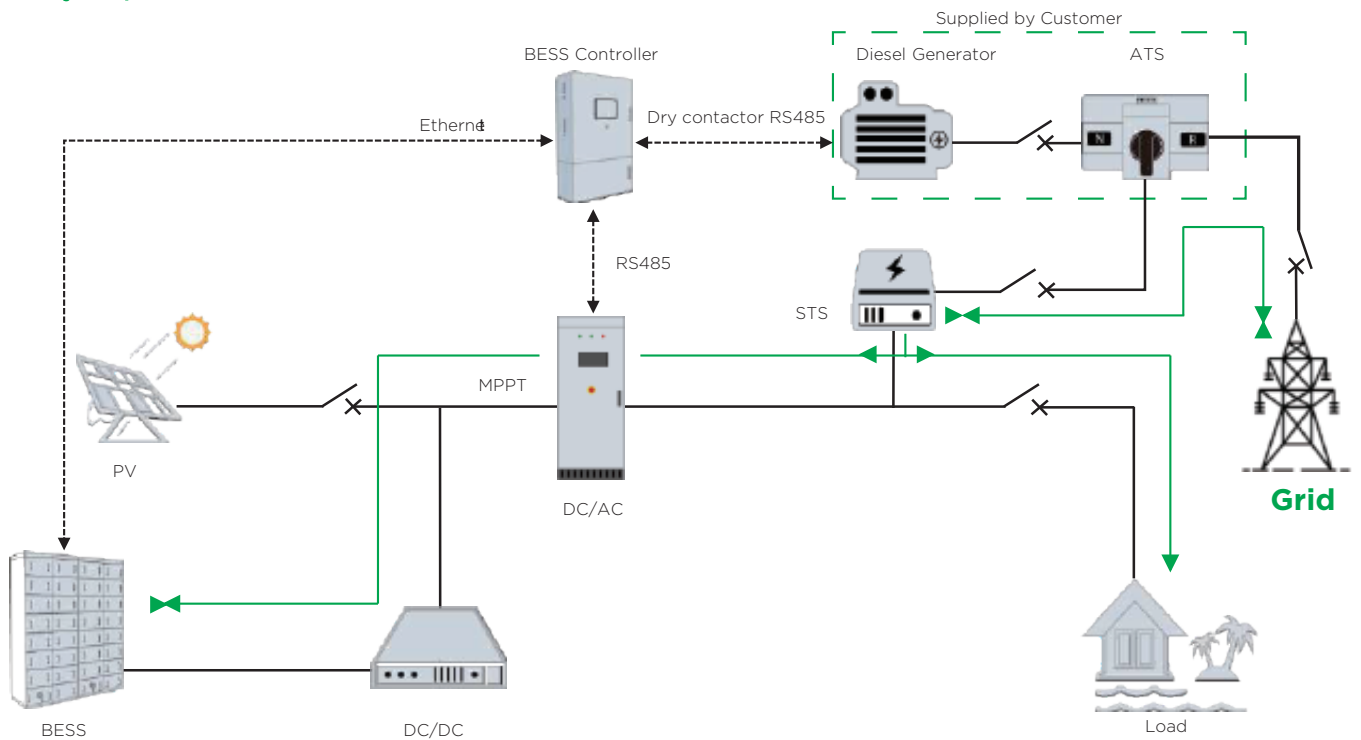 Supplied by Customer
BESS Controller
Diesel Generator
ATS
Ethernet
Dry contactor RS485
N
R
RS485
STS
MPPT
PV
DC/AC
Grid
BESS
DC/DC
Load